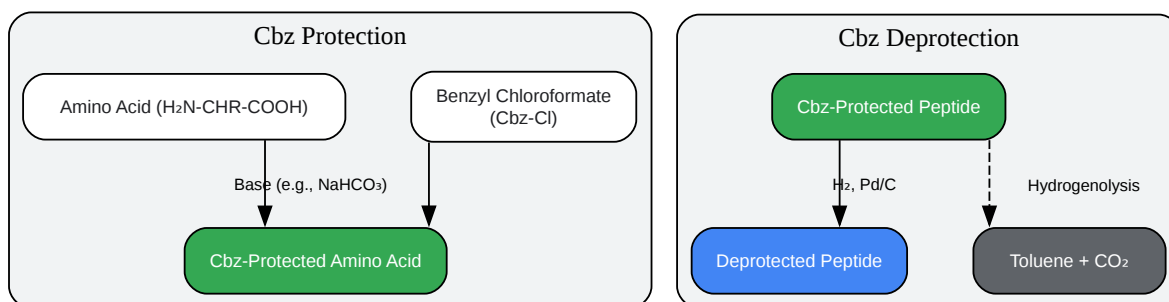 Cbz Protection
Amino Acid (H₂N-CHR-COOH)
Benzyl Chloroformate
(Cbz-Cl)
Base (e.g., NaHCO₃)
Cbz-Protected Amino Acid
Cbz Deprotection
Cbz-Protected Peptide
H₂, Pd/C
Hydrogenolysis
Deprotected Peptide
Toluene + CO₂